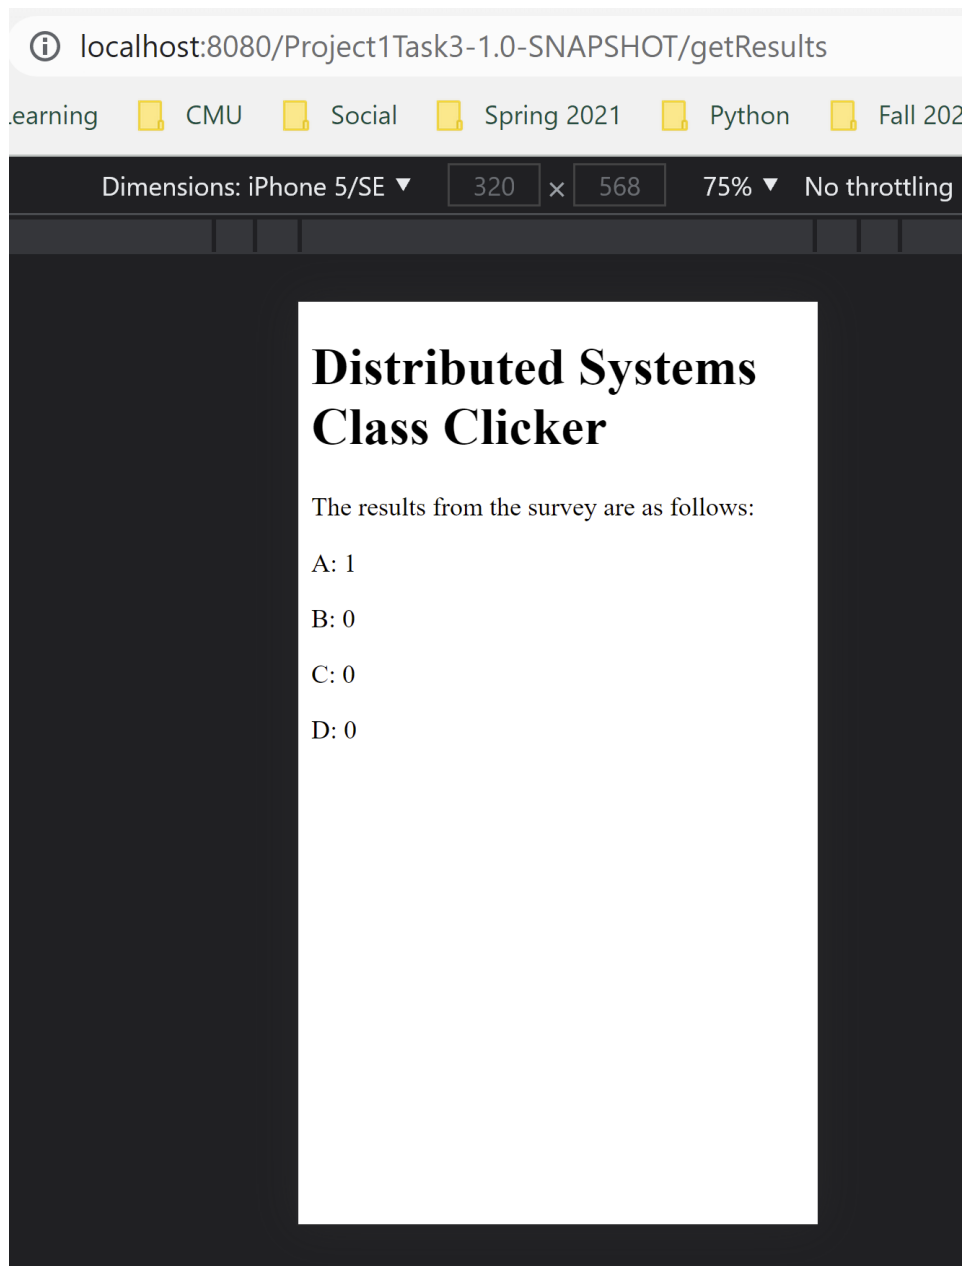 localhost:8080/Project1Task3-1.0-SNAPSHOT/getResults
earning CMU Social Spring 2021 Python Fall 202
Dimensions: iPhone 5/SE ▼ 320 × 568 75% ▼ No throttling
Distributed Systems
Class Clicker
The results from the survey are as follows:
A: 1
B: 0
C: 0
D: 0